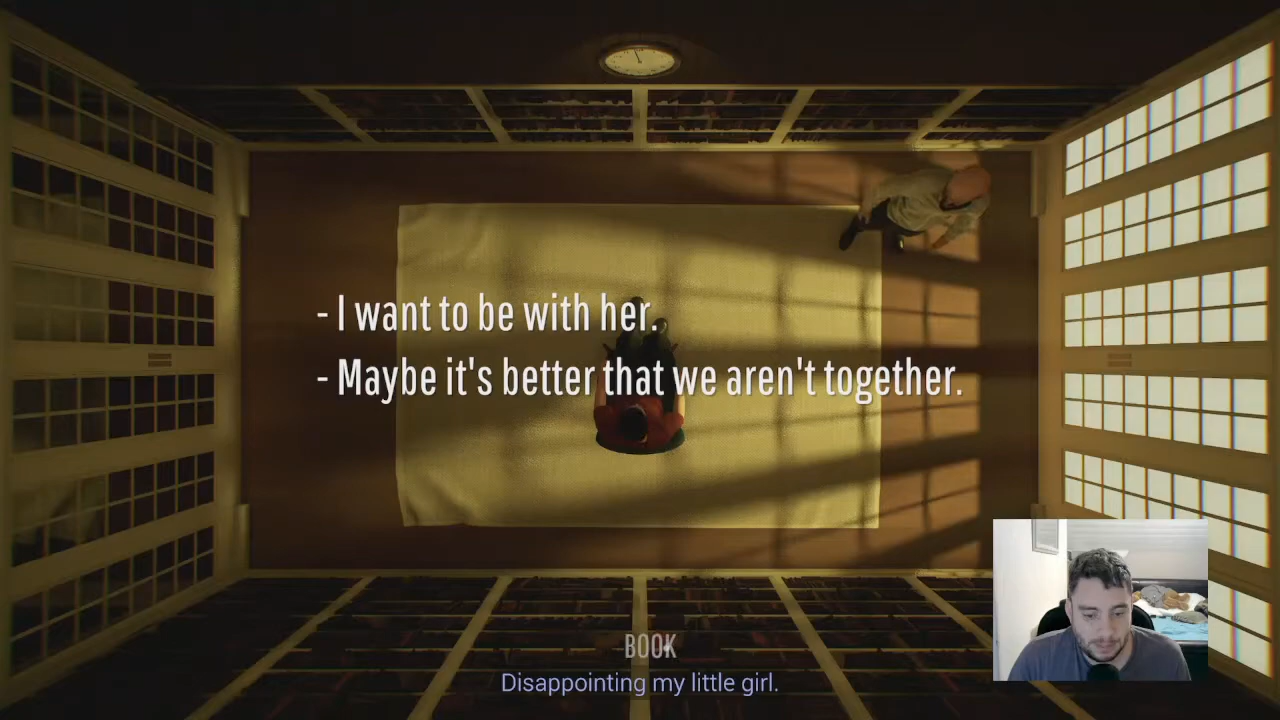 - I want to be with her.
- Maybe it's better that we aren't together.
BOOK
Disappointing my little girl.